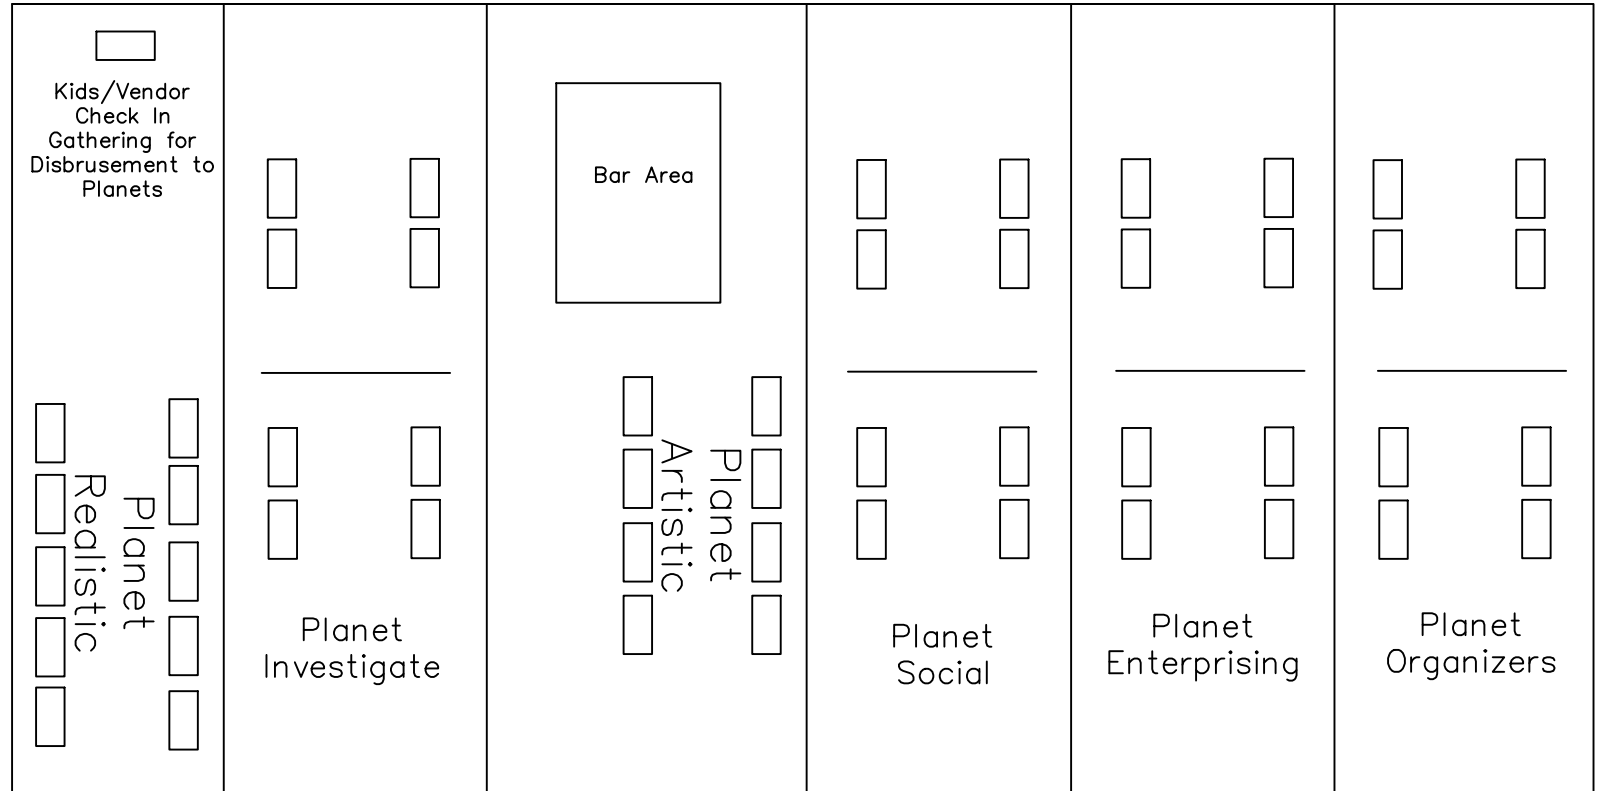 Kids/Vendor
Check In
Gathering for
Disbrusement to
Planets
Planet
Realistic
Planet
Investigate
Bar Area
Planet
Artistic
Planet
Social
Planet
Enterprising
Planet
Organizers